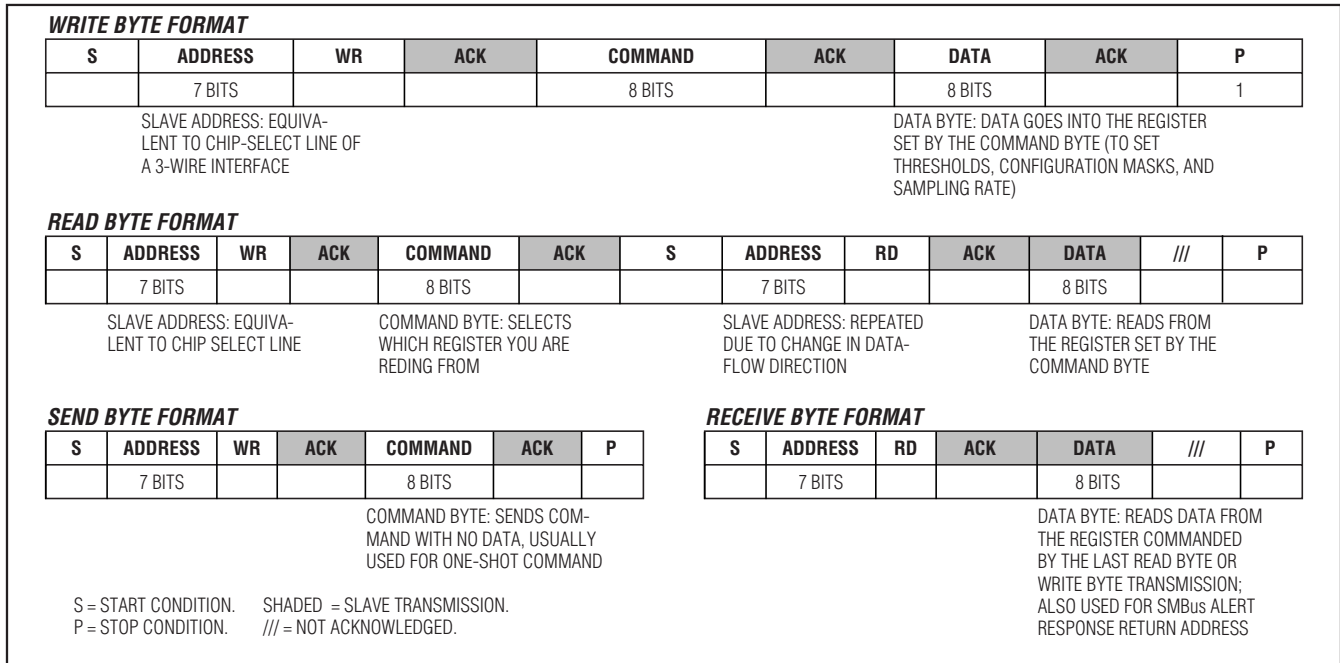 WRITE BYTE FORMAT
S ADDRESS WR ACK COMMAND ACK DATA ACK P
7 BITS 8 BITS 8 BITS 1
SLAVE ADDRESS: EQUIVA-
LENT TO CHIP-SELECT LINE OF
A 3-WIRE INTERFACE
DATA BYTE: DATA GOES INTO THE REGISTER
SET BY THE COMMAND BYTE (TO SET
THRESHOLDS, CONFIGURATION MASKS, AND
SAMPLING RATE)
READ BYTE FORMAT
S ADDRESS WR ACK COMMAND ACK S ADDRESS RD ACK DATA /// P
7 BITS 8 BITS 7 BITS 8 BITS
SLAVE ADDRESS: EQUIVA-
LENT TO CHIP SELECT LINE
COMMAND BYTE: SELECTS
WHICH REGISTER YOU ARE
REDING FROM
SLAVE ADDRESS: REPEATED
DUE TO CHANGE IN DATA-
FLOW DIRECTION
DATA BYTE: READS FROM
THE REGISTER SET BY THE
COMMAND BYTE
SEND BYTE FORMAT
S ADDRESS WR ACK COMMAND ACK P
7 BITS 8 BITS
COMMAND BYTE: SENDS COM-
MAND WITH NO DATA, USUALLY
USED FOR ONE-SHOT COMMAND
RECEIVE BYTE FORMAT
S ADDRESS RD ACK DATA /// P
7 BITS 8 BITS
DATA BYTE: READS DATA FROM
THE REGISTER COMMANDED
BY THE LAST READ BYTE OR
WRITE BYTE TRANSMISSION;
ALSO USED FOR SMBus ALERT
RESPONSE RETURN ADDRESS
S = START CONDITION. SHADED = SLAVE TRANSMISSION.
P = STOP CONDITION. /// = NOT ACKNOWLEDGED.